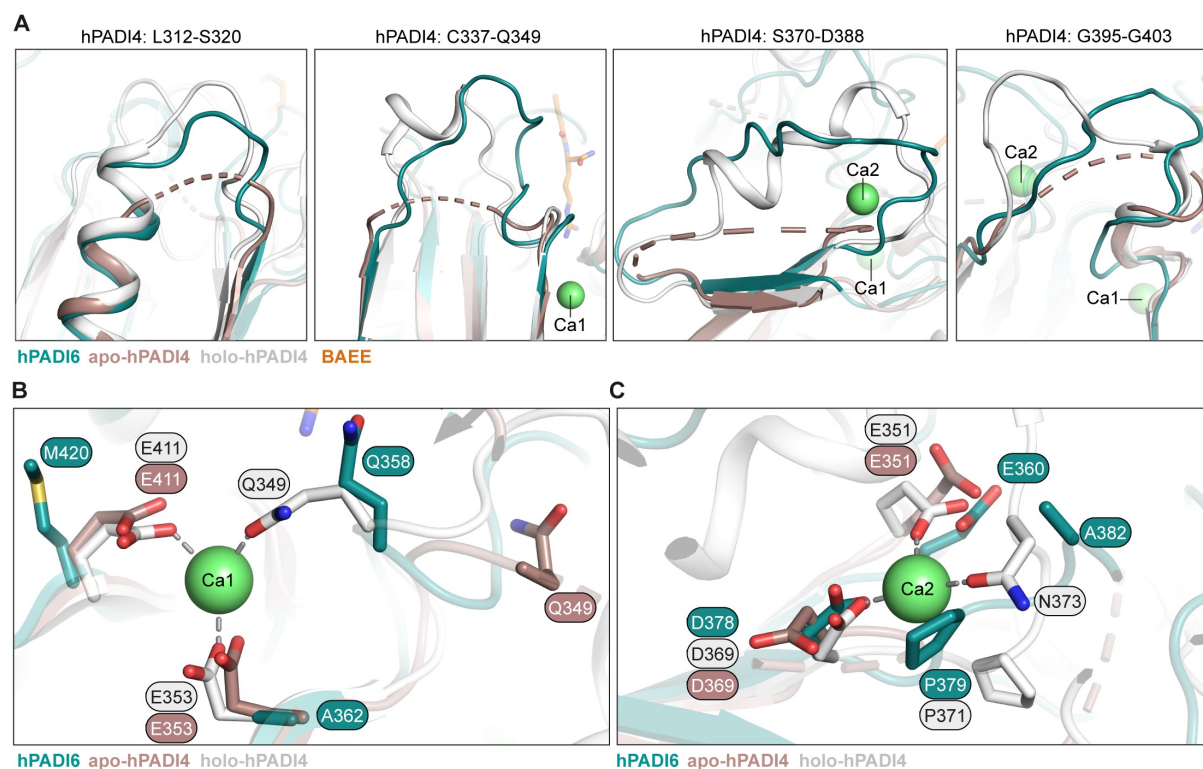 A
hPADI4: L312-S320
hPADI4: C337-Q349
hPADI4: S370-D388
hPADI4: G395-G403
Ca1
Ca2
Ca1
Ca2
Ca1
hPADI6 apo-hPADI4 holo-hPADI4 BAEE
B
M420
E411
E411
Q349
Q358
Ca1
Q349
E353
E353
A362
hPADI6 apo-hPADI4 holo-hPADI4
C
E351
E351
E360
A382
Ca2
N373
D378
D369
D369
P379
P371
hPADI6 apo-hPADI4 holo-hPADI4